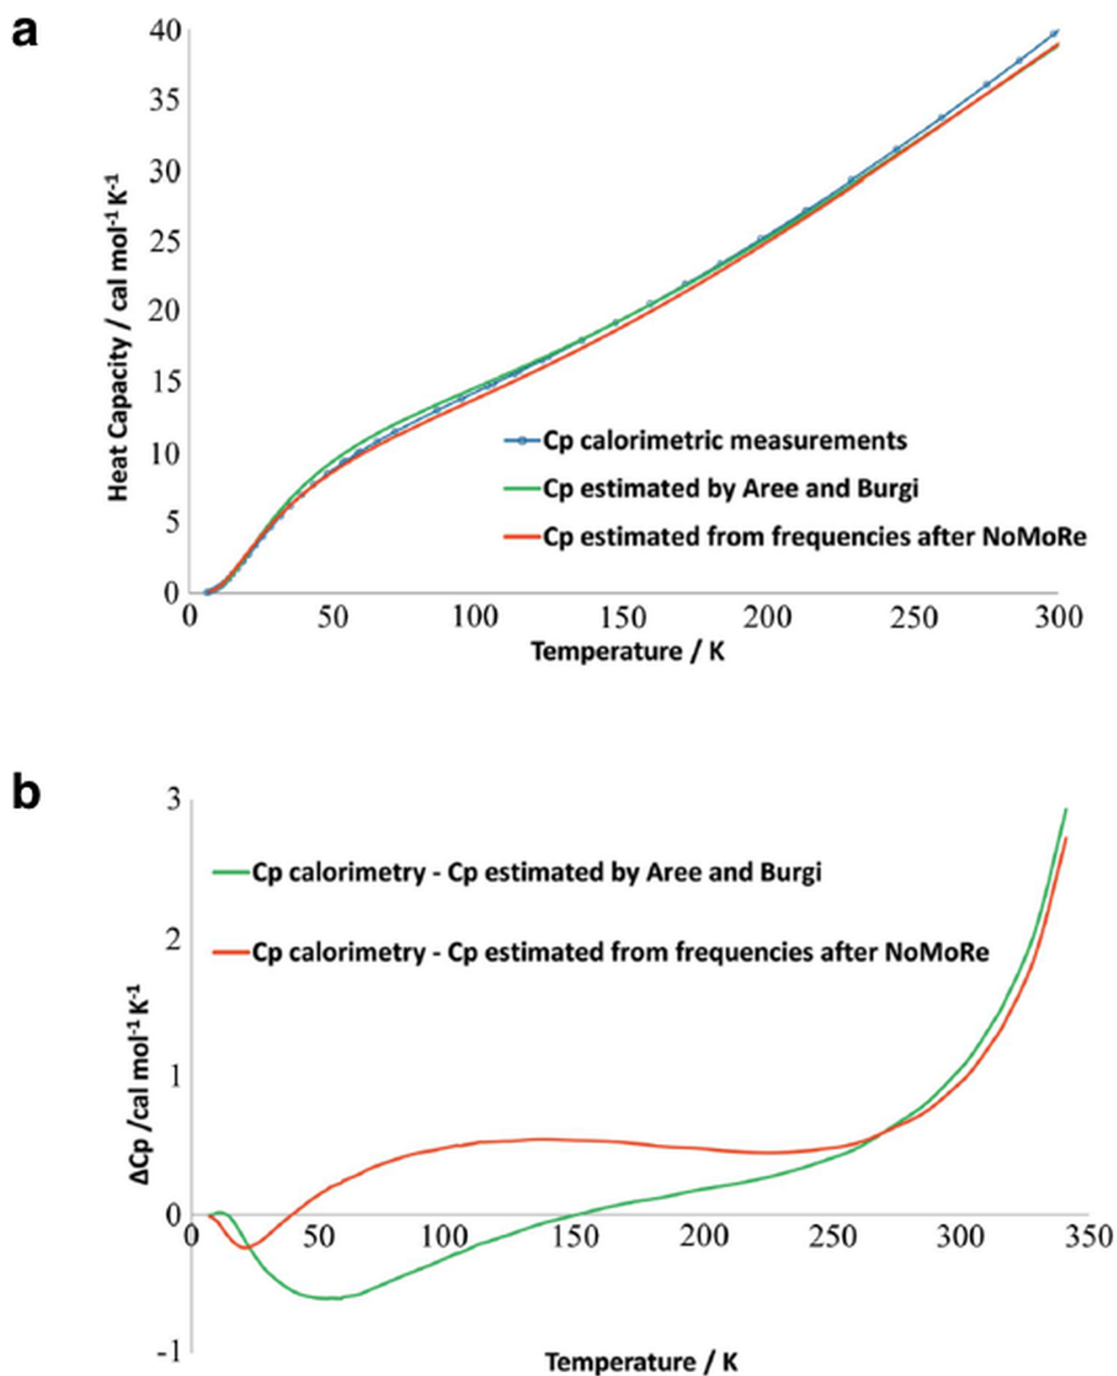 a
40
35
30
25
20
15
10
5
0
Heat Capacity / cal mol⁻¹ K⁻¹
Cp calorimetric measurements
Cp estimated by Aree and Burgi
Cp estimated from frequencies after NoMoRe
0 50 100 150 200 250 300
Temperature / K
b
3
2
1
0
-1
ΔCp /cal mol⁻¹ K⁻¹
Cp calorimetry - Cp estimated by Aree and Burgi
Cp calorimetry - Cp estimated from frequencies after NoMoRe
0 50 100 150 200 250 300 350
Temperature / K